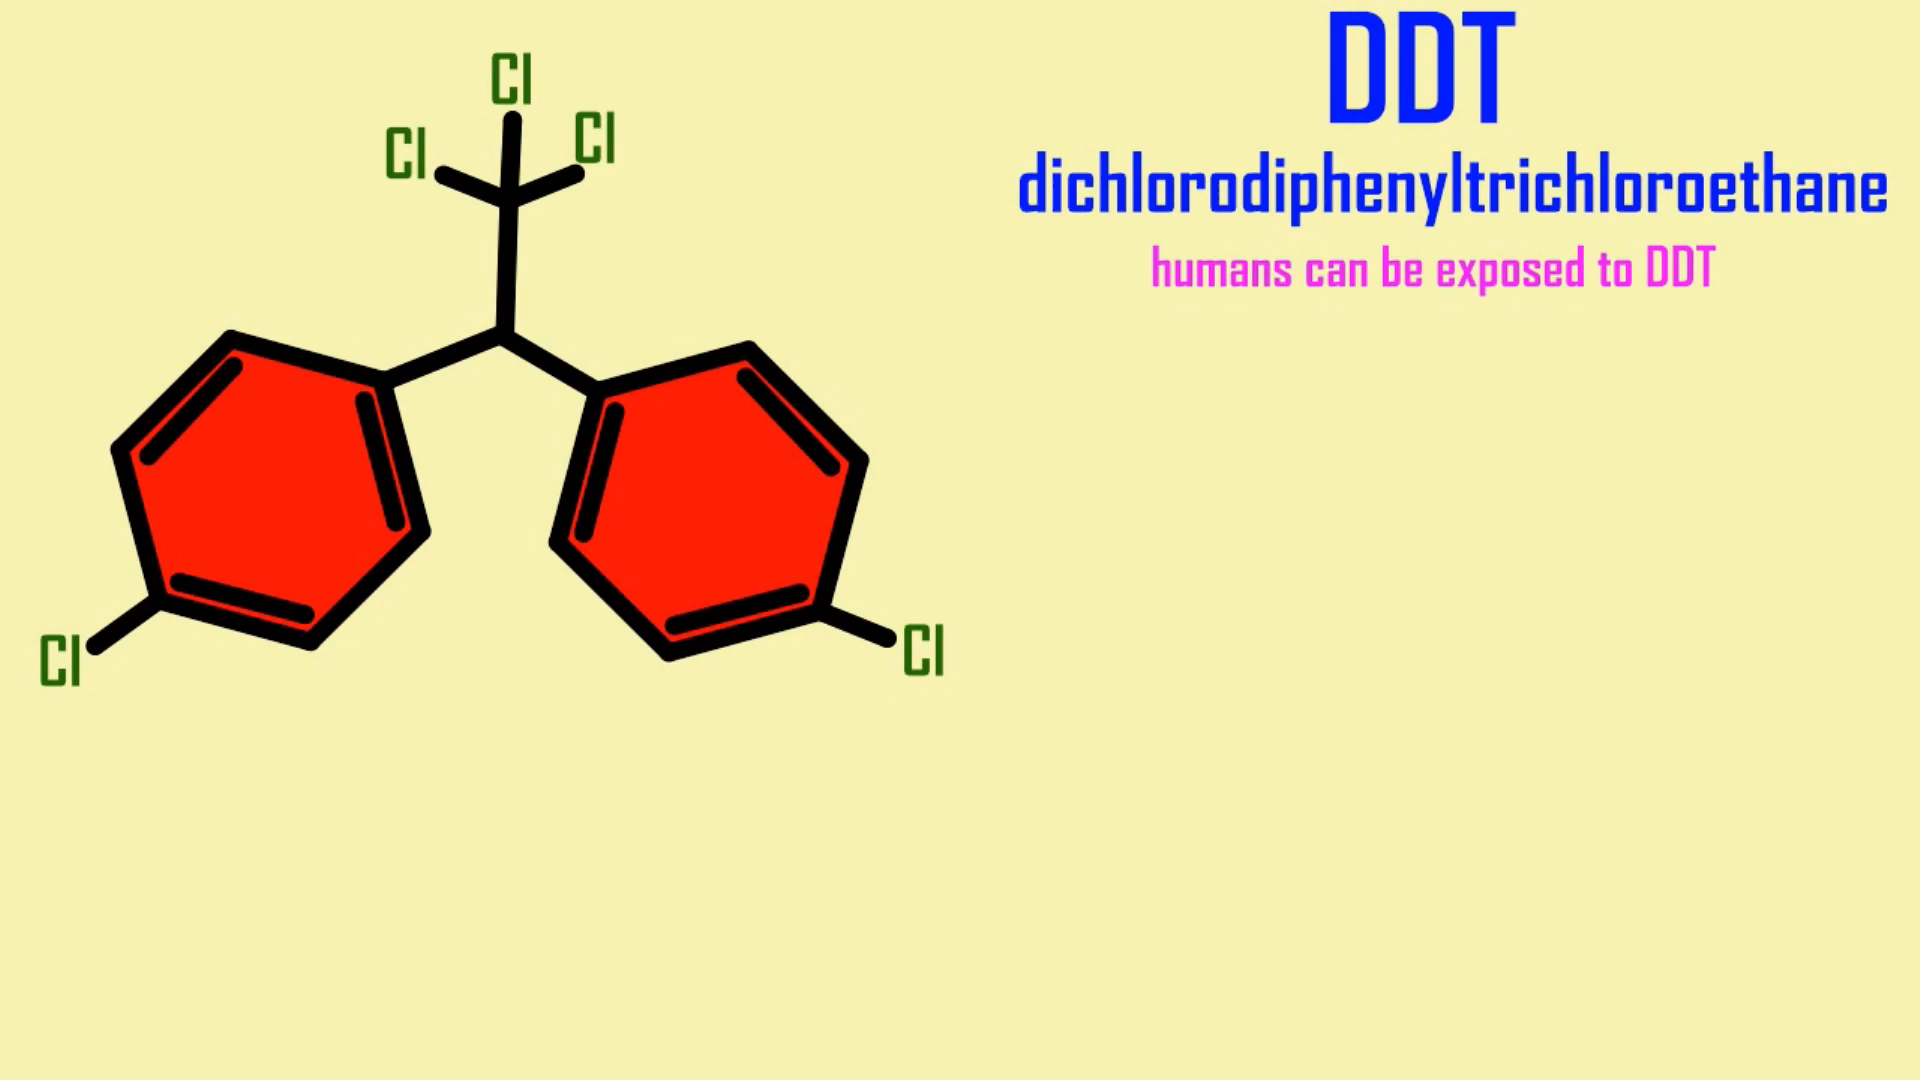 DDT
dichlorodiphenyltrichloroethane
humans can be exposed to DDT
Cl
Cl
Cl
Cl
Cl